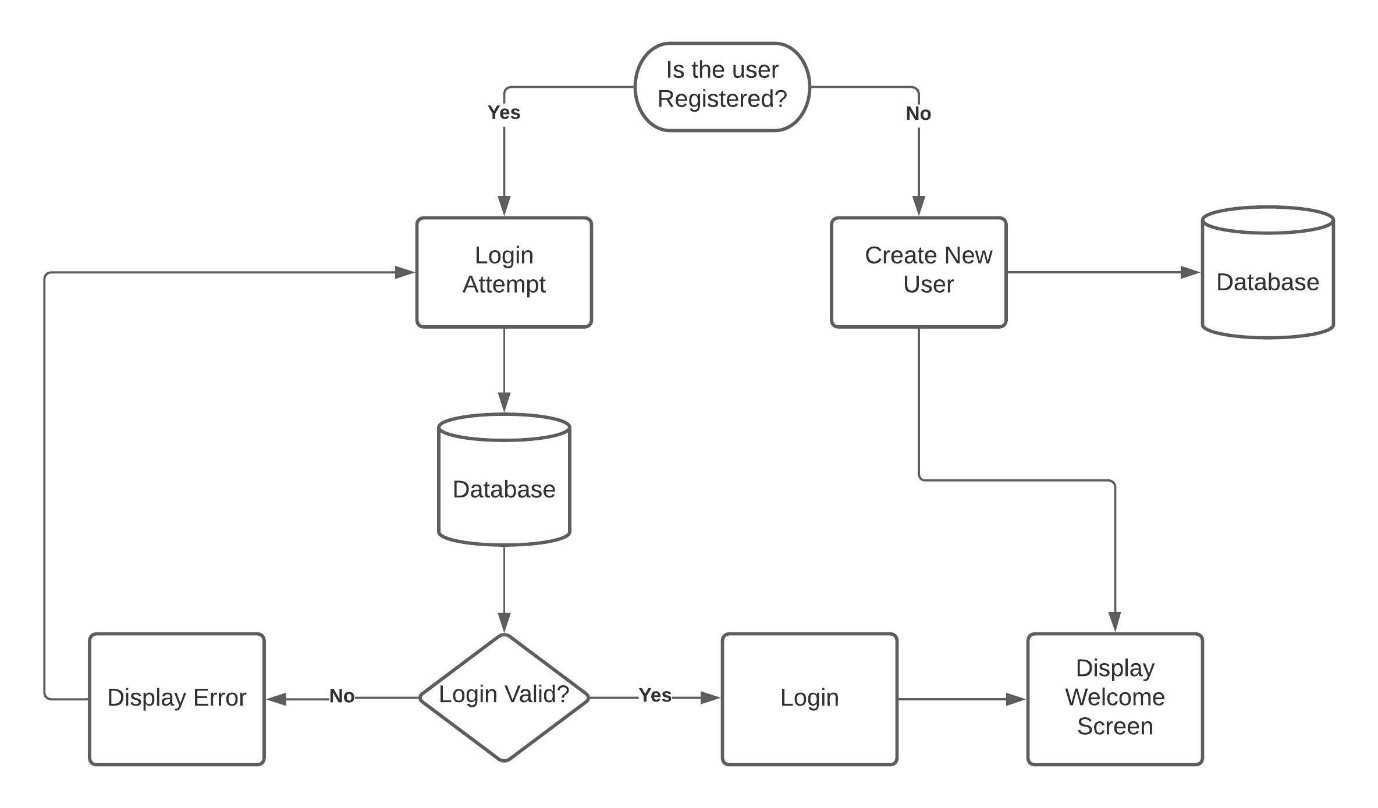 Is the user
Registered?
Yes
No
Login
Attempt
Create New
User
Database
Database
Display Error
No
Login Valid?
Yes
Login
Display
Welcome
Screen